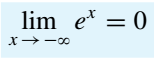 lim e^x = 0
x→−∞